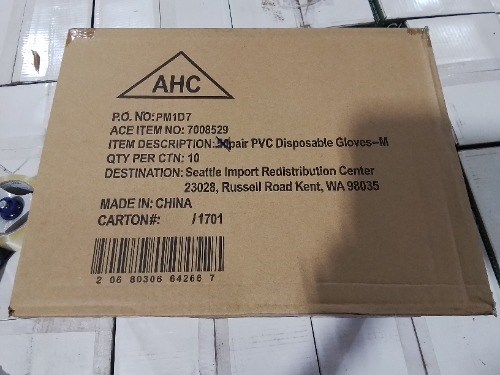 AHC
P.O. NO:PM1D7
ACE ITEM NO: 7008529
ITEM DESCRIPTION: pair PVC Disposable Gloves--M
QTY PER CTN: 10
DESTINATION: Seattle Import Redistribution Center
23028, Russell Road Kent, WA 98035
MADE IN: CHINA
CARTON#: /1701
2 06 80306 64266 7